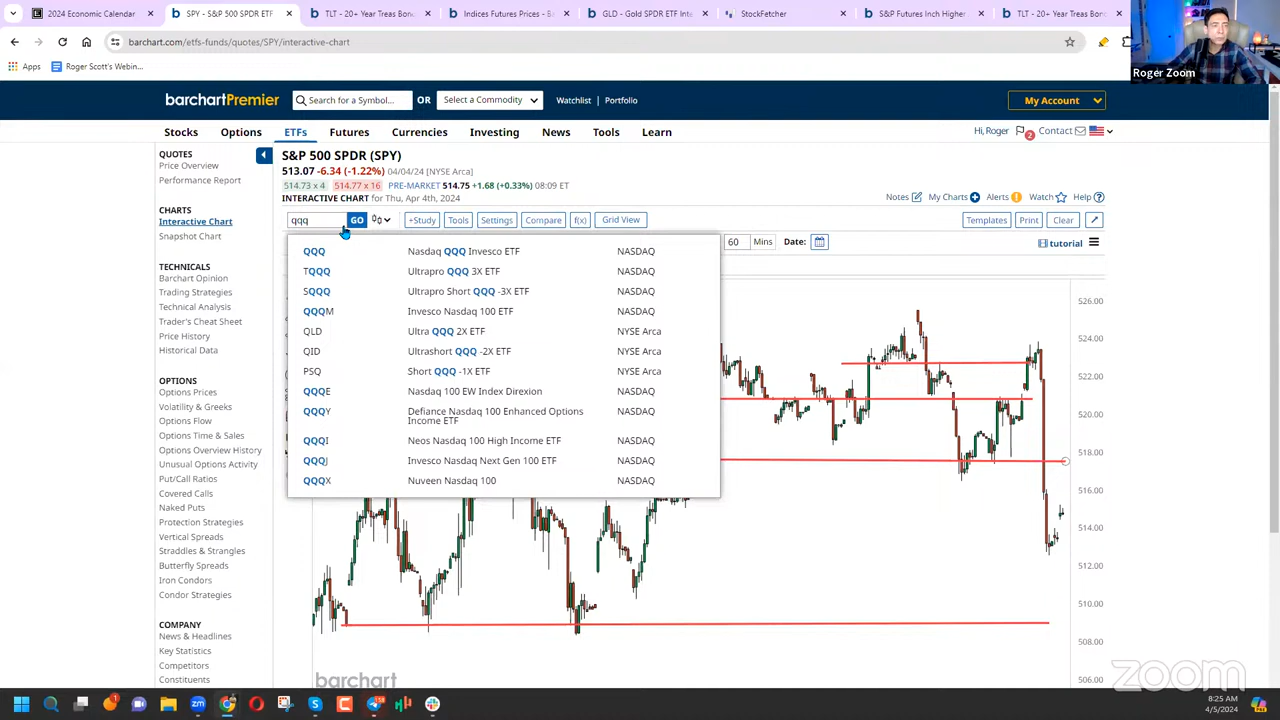 2024 Economic Calendar
SPY - S&P 500 SPDR ETF
TLT - 20+ Year Treas Bon
Indices Prices - B
GLD - Gold SPDR ETF Int
StockFetcher
S&P Futures Inch Higher
TLT - 20+ Year Treas Bon
barchart.com/etfs-funds/quotes/SPY/interactive-chart
Apps
Roger Scott's Webin...
Roger Zoom
barchartPremier
Search for a Symbol...
OR
Select a Commodity
Watchlist
Portfolio
My Account
Stocks
Options
ETFs
Futures
Currencies
Investing
News
Tools
Learn
Hi, Roger
2
Contact
QUOTES
Price Overview
Performance Report
CHARTS
Interactive Chart
Snapshot Chart
TECHNICALS
Barchart Opinion
Trading Strategies
Technical Analysis
Trader's Cheat Sheet
Price History
Historical Data
OPTIONS
Options Prices
Volatility & Greeks
Options Flow
Options Time & Sales
Options Overview History
Unusual Options Activity
Put/Call Ratios
Covered Calls
Naked Puts
Protection Strategies
Vertical Spreads
Straddles & Strangles
Butterfly Spreads
Iron Condors
Condor Strategies
COMPANY
News & Headlines
Key Statistics
Competitors
Constituents
S&P 500 SPDR (SPY)
513.07 -6.34 (-1.22%) 04/04/24 [NYSE Arca]
514.73 x 4 514.77 x 16 PRE-MARKET 514.75 +1.68 (+0.33%) 08:09 ET
INTERACTIVE CHART for Thu, Apr 4th, 2024
Notes
My Charts
Alerts
Watch
Help
qqq
GO
+Study
Tools
Settings
Compare
f(x)
Grid View
Templates
Print
Clear
60 Mins Date:
tutorial
QQQ Nasdaq QQQ Invesco ETF NASDAQ
TQQQ Ultrapro QQQ 3X ETF NASDAQ
SQQQ Ultrapro Short QQQ -3X ETF NASDAQ
QQQM Invesco Nasdaq 100 ETF NASDAQ
QLD Ultra QQQ 2X ETF NYSE Arca
QID Ultrashort QQQ -2X ETF NYSE Arca
PSQ Short QQQ -1X ETF NYSE Arca
QQQE Nasdaq 100 EW Index Direxion NASDAQ
QQQY Defiance Nasdaq 100 Enhanced Options NASDAQ
Income ETF
QQQI Neos Nasdaq 100 High Income ETF NASDAQ
QQQJ Invesco Nasdaq Next Gen 100 ETF NASDAQ
QQQX Nuveen Nasdaq 100 NASDAQ
526.00
524.00
522.00
520.00
518.00
516.00
514.00
512.00
510.00
508.00
506.00
barchart
zoom
8:25 AM
4/5/2024